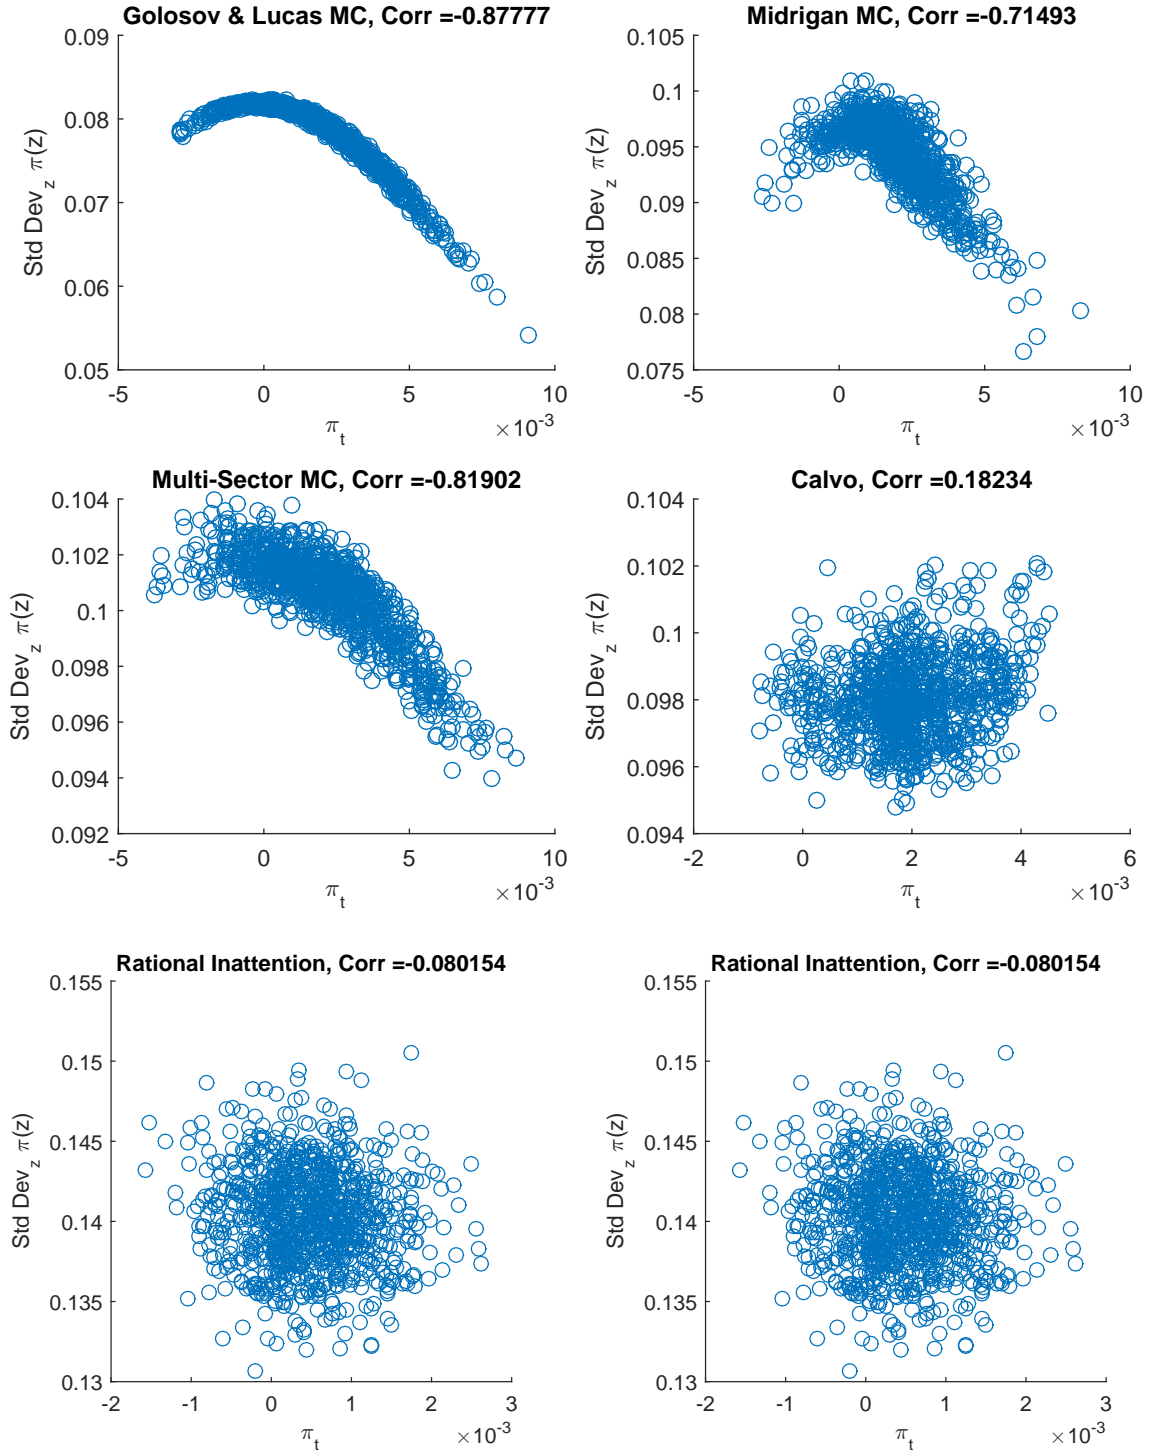 Golosov & Lucas MC, Corr =-0.87777
0.09
0.08
0.07
0.06
0.05
Std Dev_z π(z)
-5 0 5 10
π_t
×10^-3
Midrigan MC, Corr =-0.71493
0.105
0.1
0.095
0.09
0.085
0.08
0.075
Std Dev_z π(z)
-5 0 5 10
π_t
×10^-3
Multi-Sector MC, Corr =-0.81902
0.104
0.102
0.1
0.098
0.096
0.094
0.092
Std Dev_z π(z)
-5 0 5 10
π_t
×10^-3
Calvo, Corr =0.18234
0.104
0.102
0.1
0.098
0.096
0.094
Std Dev_z π(z)
-2 0 2 4 6
π_t
×10^-3
Rational Inattention, Corr =-0.080154
0.155
0.15
0.145
0.14
0.135
0.13
Std Dev_z π(z)
-2 -1 0 1 2 3
π_t
×10^-3
Rational Inattention, Corr =-0.080154
0.155
0.15
0.145
0.14
0.135
0.13
Std Dev_z π(z)
-2 -1 0 1 2 3
π_t
×10^-3